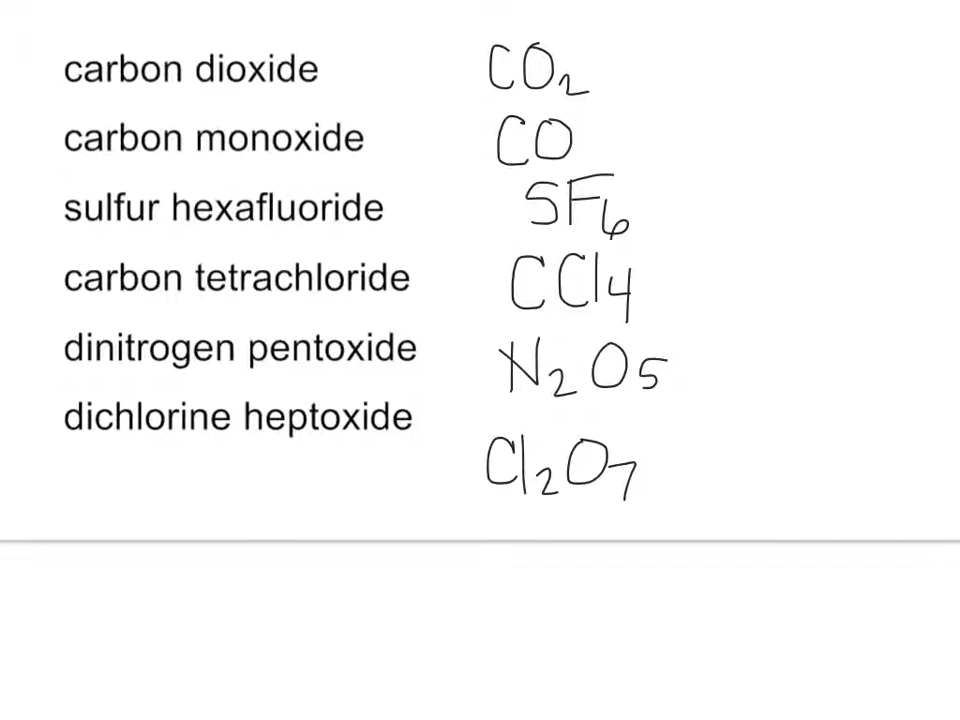 carbon dioxide CO₂
carbon monoxide CO
sulfur hexafluoride SF₆
carbon tetrachloride CCl₄
dinitrogen pentoxide N₂O₅
dichlorine heptoxide Cl₂O₇